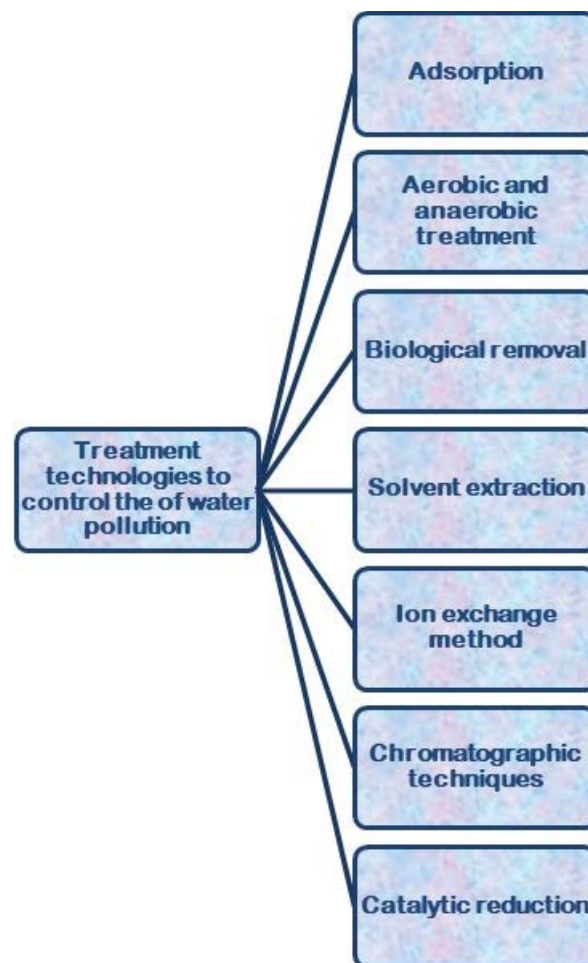 Adsorption
Aerobic and
anaerobic
treatment
Biological removal
Treatment
technologies to
control the of water
pollution
Solvent extraction
Ion exchange
method
Chromatographic
techniques
Catalytic reduction